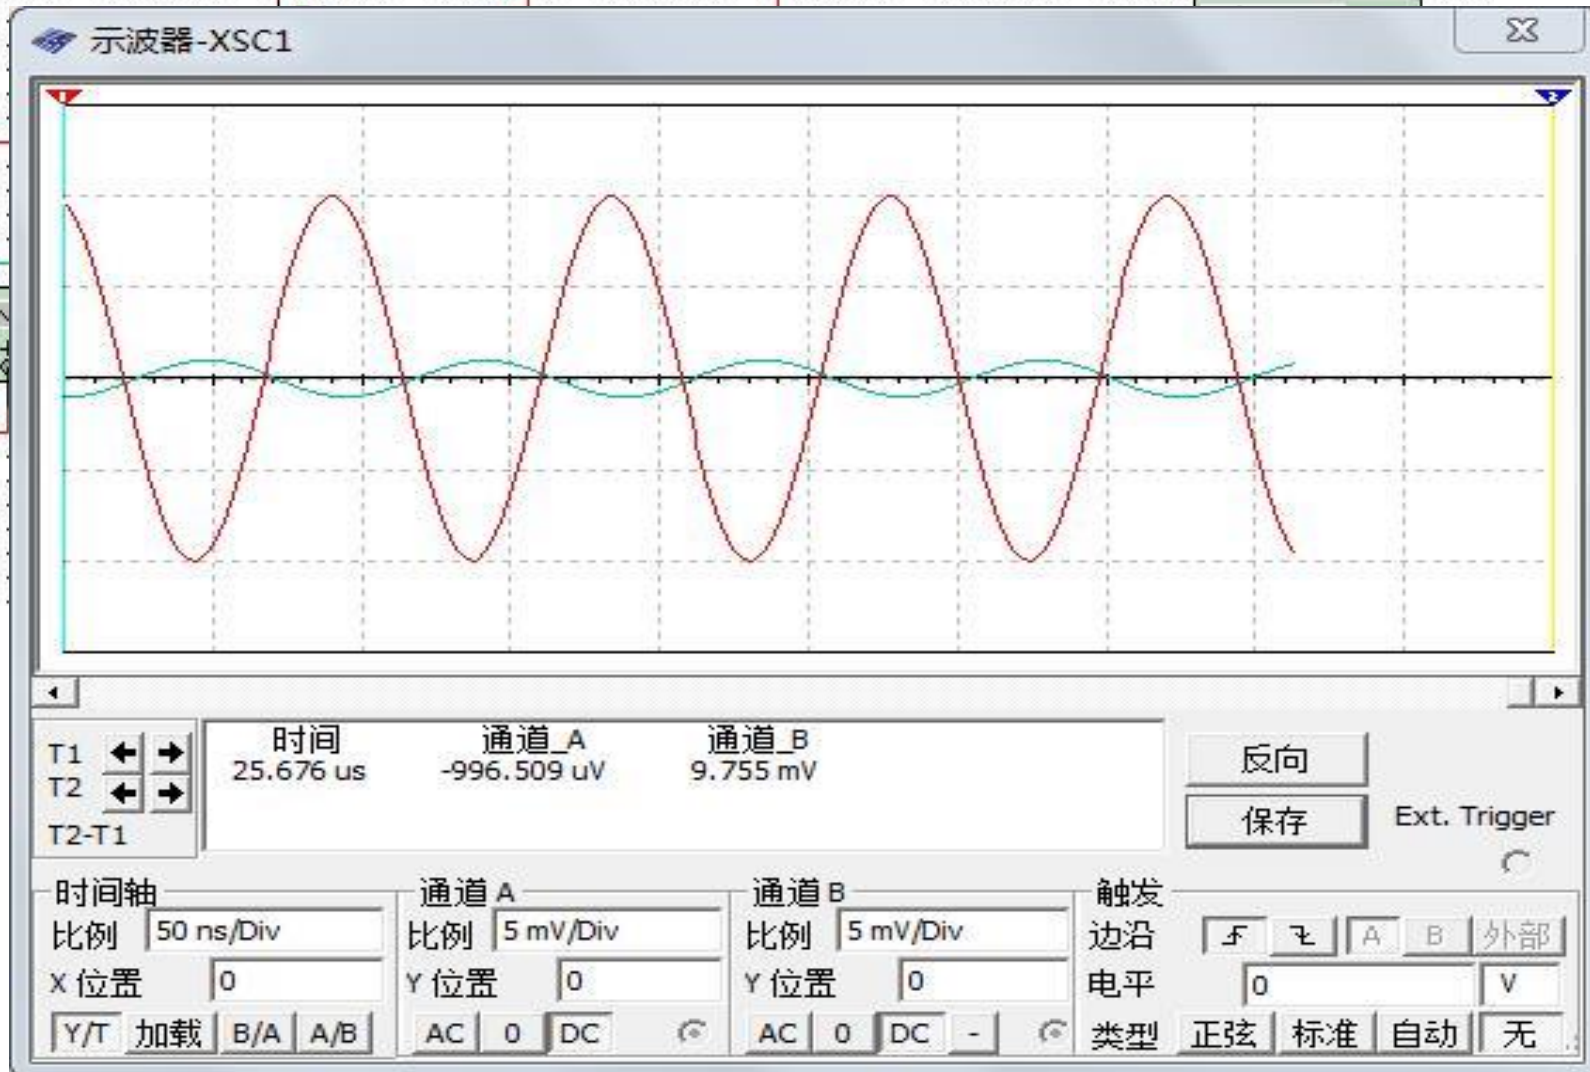 示波器-XSC1
1
2
时间 通道_A 通道_B
T1 25.676 us -996.509 uV 9.755 mV
T2
T2-T1
反向
保存 Ext. Trigger
时间轴 通道 A 通道 B 触发
比例 50 ns/Div 比例 5 mV/Div 比例 5 mV/Div 边沿 A B 外部
X 位置 0 Y 位置 0 Y 位置 0 电平 0 V
Y/T 加载 B/A A/B AC 0 DC AC 0 DC - 类型 正弦 标准 自动 无